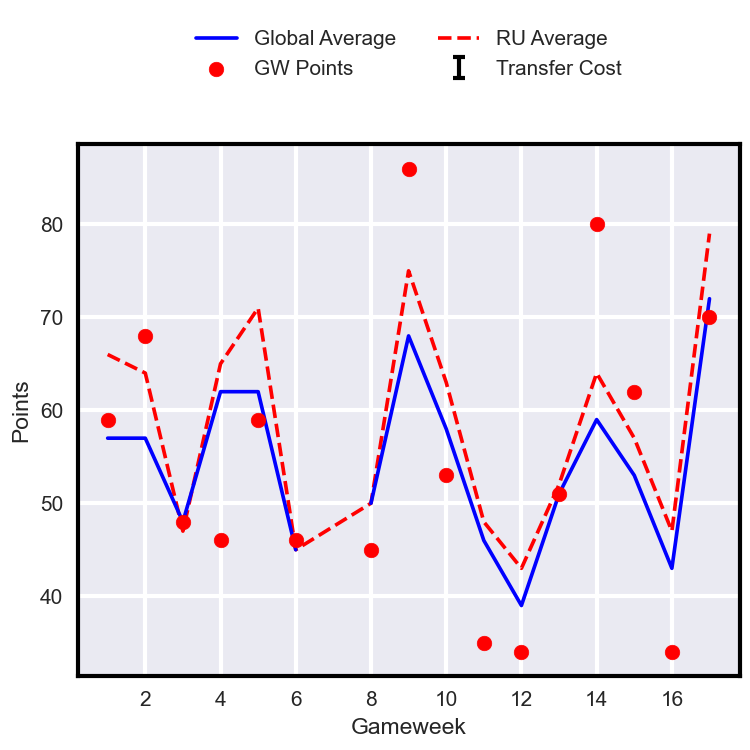 Global Average
RU Average
GW Points
Transfer Cost
80
70
60
50
40
Points
2 4 6 8 10 12 14 16
Gameweek